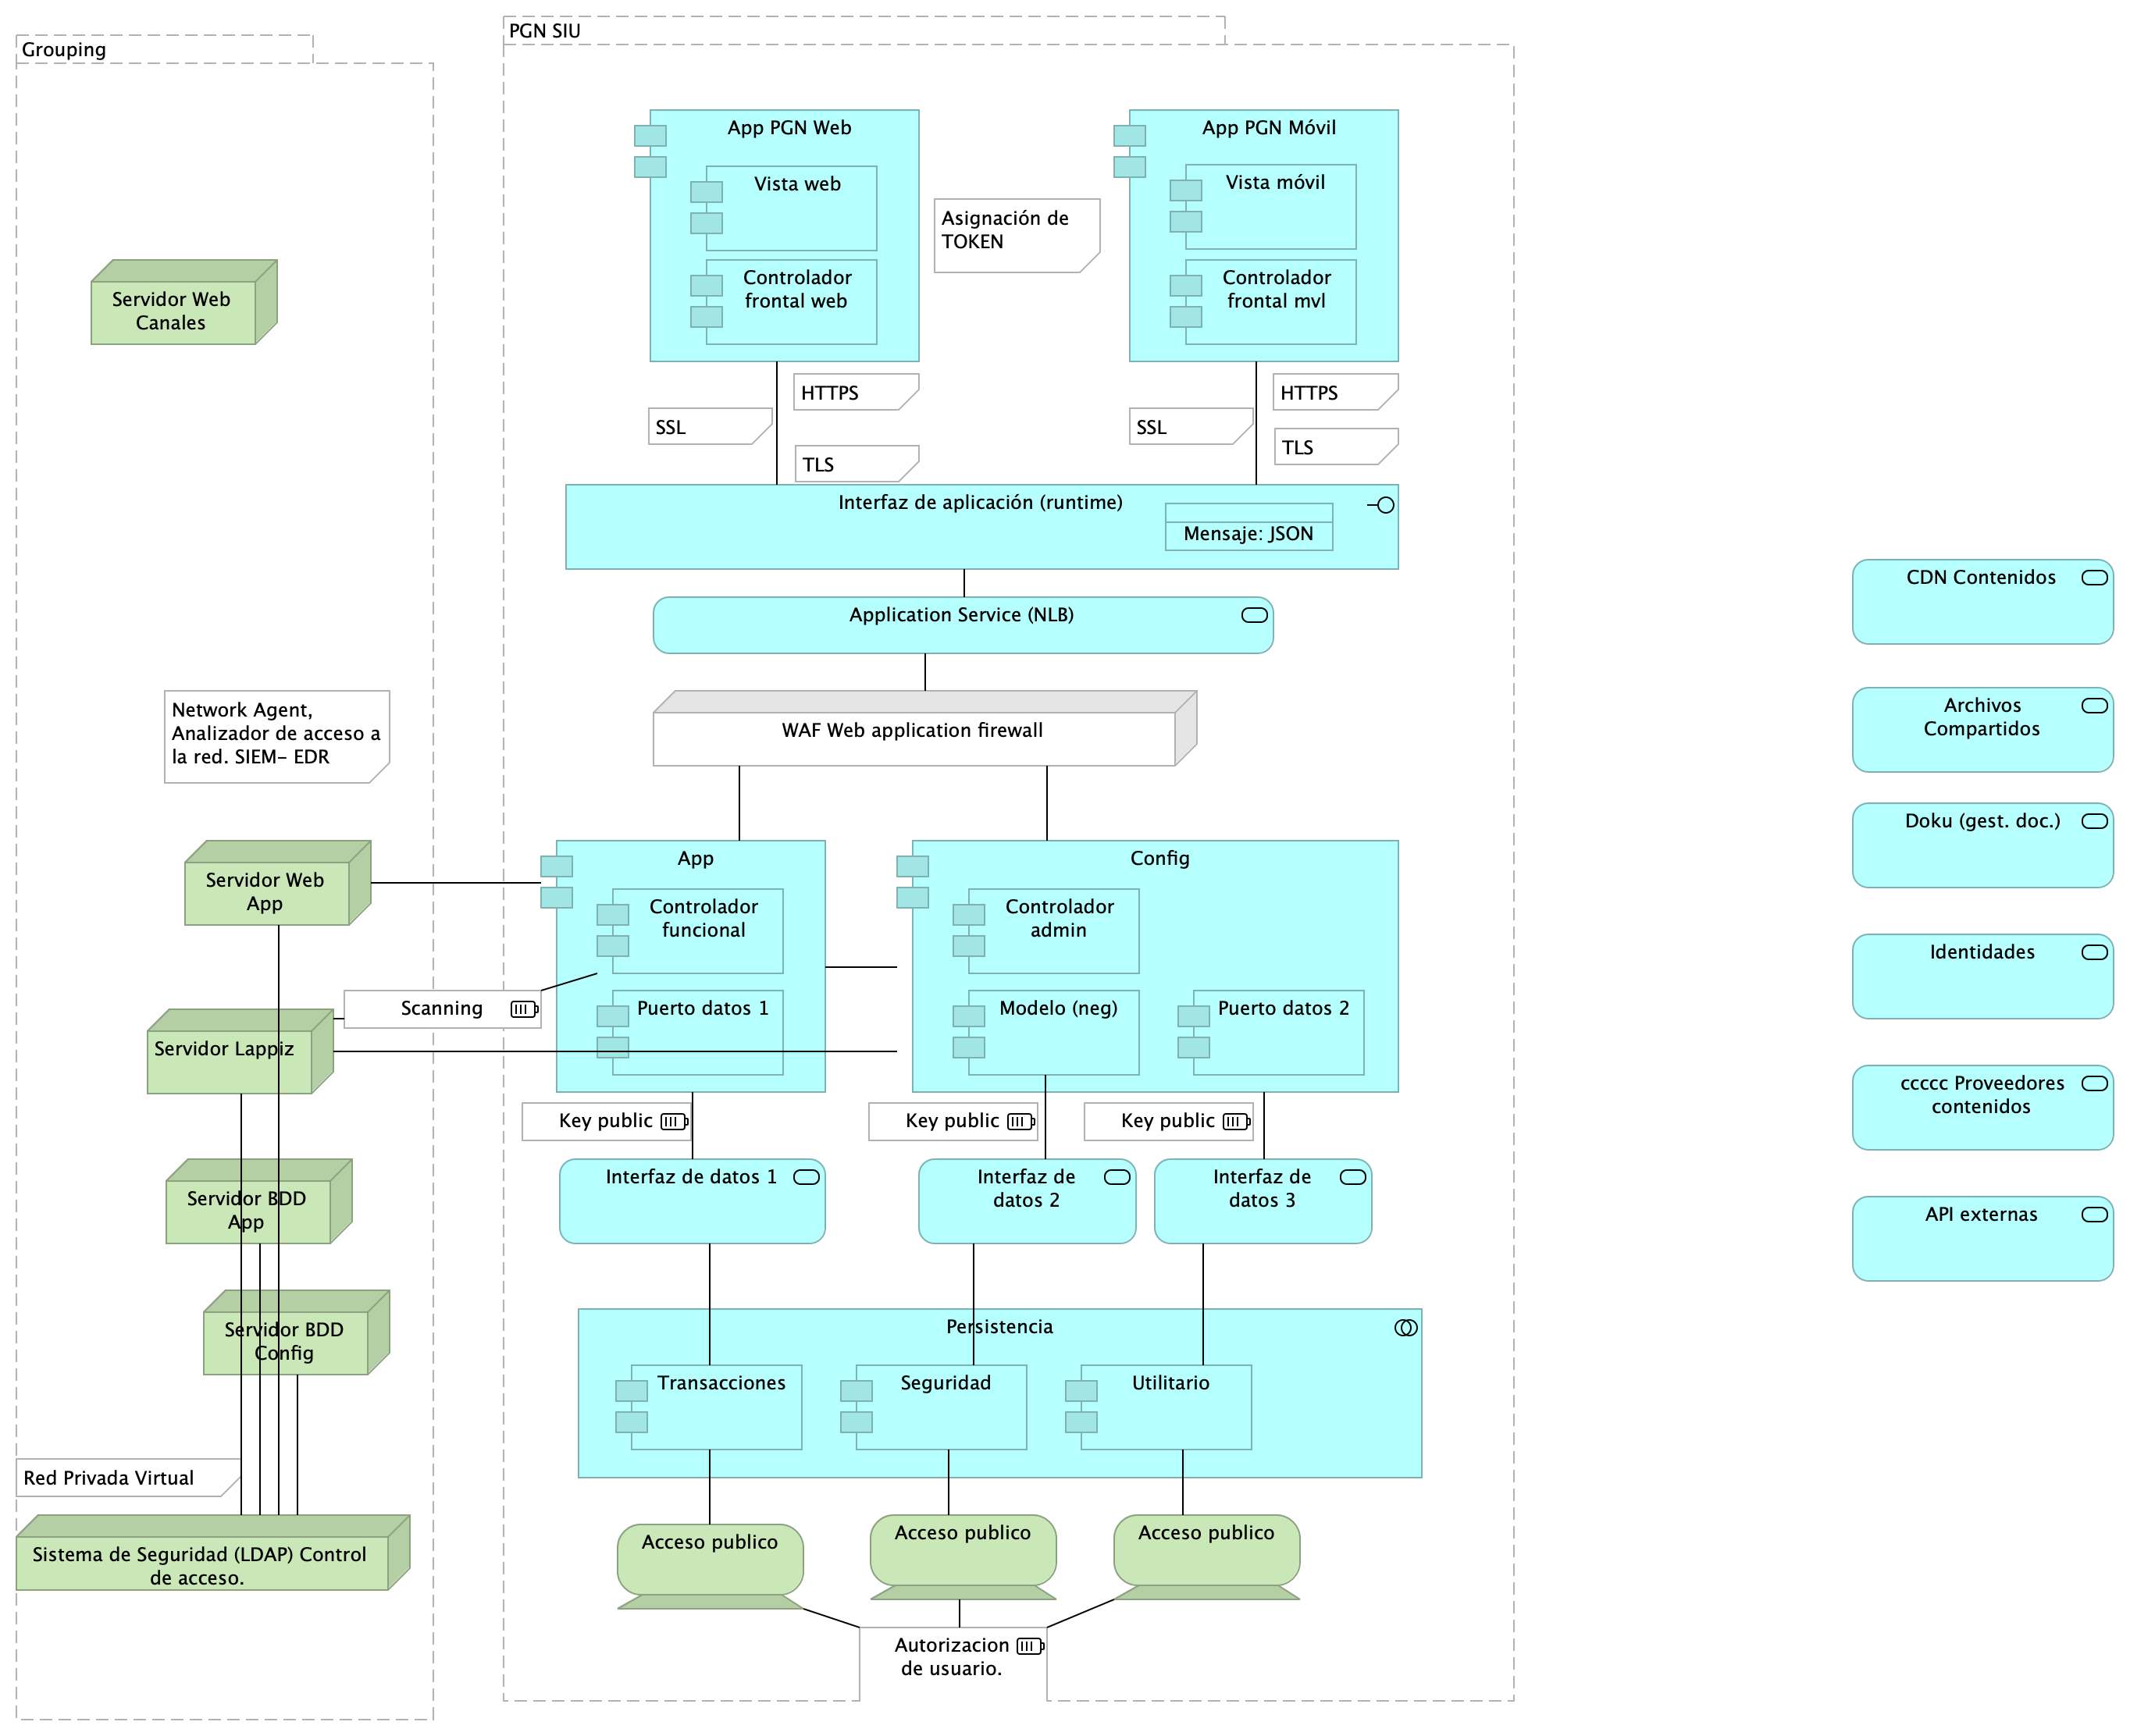 PGN SIU
Grouping
App PGN Web
App PGN Móvil
Vista web
Vista móvil
Asignación de
TOKEN
Controlador
frontal web
Controlador
frontal mvl
Servidor Web
Canales
HTTPS
HTTPS
SSL
SSL
TLS
TLS
Interfaz de aplicación (runtime)
Mensaje: JSON
CDN Contenidos
Application Service (NLB)
Archivos
Compartidos
Network Agent,
Analizador de acceso a
la red. SIEM- EDR
WAF Web application firewall
Doku (gest. doc.)
App
Config
Servidor Web
App
Controlador
funcional
Controlador
admin
Identidades
Scanning
Puerto datos 1
Modelo (neg)
Puerto datos 2
Servidor Lappiz
ccccc Proveedores
contenidos
Key public
Key public
Key public
Interfaz de datos 1
Interfaz de
datos 2
Interfaz de
datos 3
Servidor BDD
App
API externas
Servidor BDD
Config
Persistencia
Transacciones
Seguridad
Utilitario
Red Privada Virtual
Sistema de Seguridad (LDAP) Control
de acceso.
Acceso publico
Acceso publico
Acceso publico
Autorizacion
de usuario.